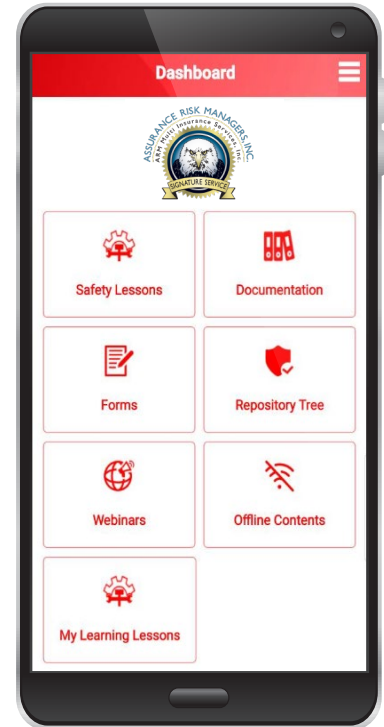 Dashboard
ASSURANCE RISK MANAGERS, INC.
ARM Multi Insurance Services, Inc.
SIGNATURE SERVICE
Safety Lessons
Documentation
Forms
Repository Tree
Webinars
Offline Contents
My Learning Lessons